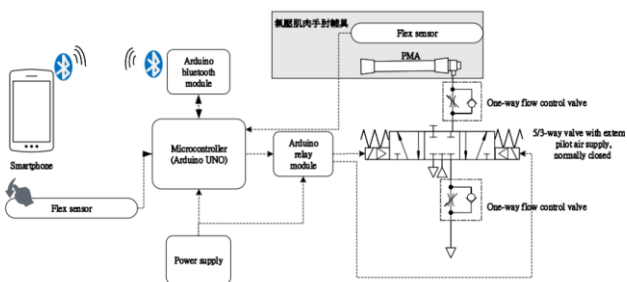 氣壓肌肉手肘輔具
Flex sensor
PMA
Arduino
bluetooth
module
One-way flow control valve
5/3-way valve with extern
pilot air supply,
normally closed
Smartphone
Microcontroller
(Arduino UNO)
Arduino
relay
module
Flex sensor
One-way flow control valve
Power supply